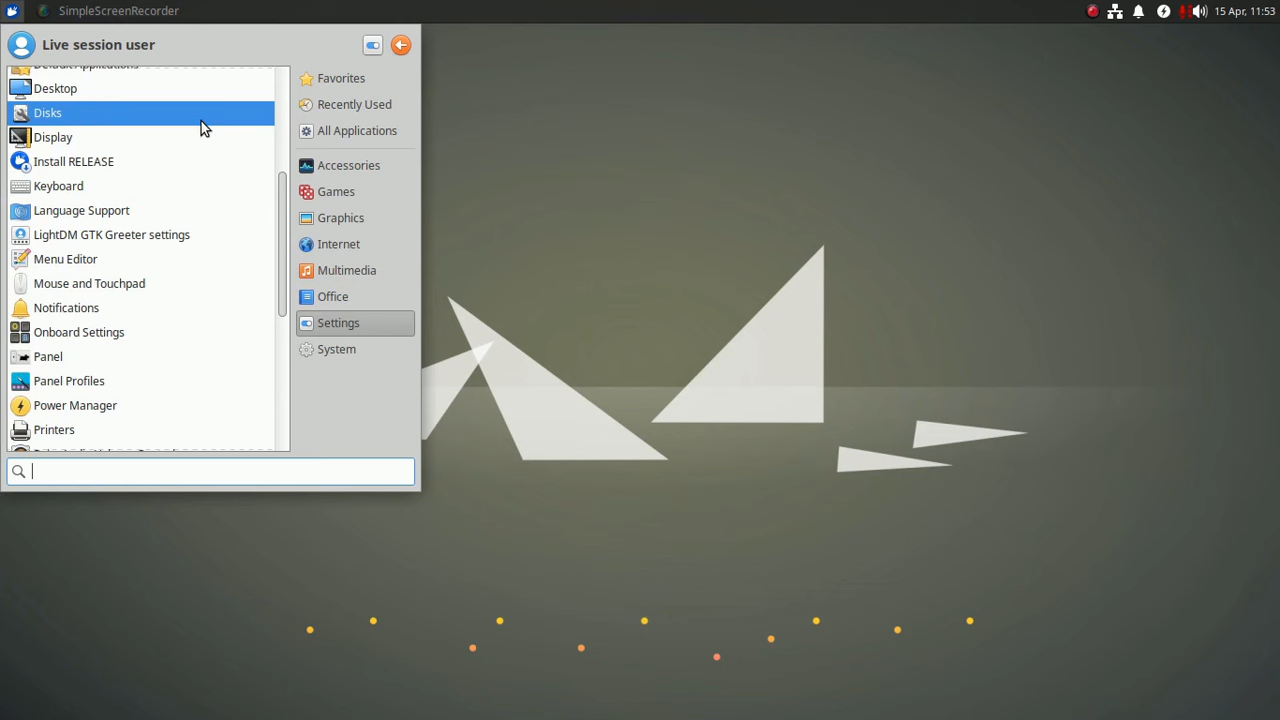 SimpleScreenRecorder
15 Apr, 11:53
Live session user
Default Applications
Desktop
Disks
Display
Install RELEASE
Keyboard
Language Support
LightDM GTK Greeter settings
Menu Editor
Mouse and Touchpad
Notifications
Onboard Settings
Panel
Panel Profiles
Power Manager
Printers
Favorites
Recently Used
All Applications
Accessories
Games
Graphics
Internet
Multimedia
Office
Settings
System